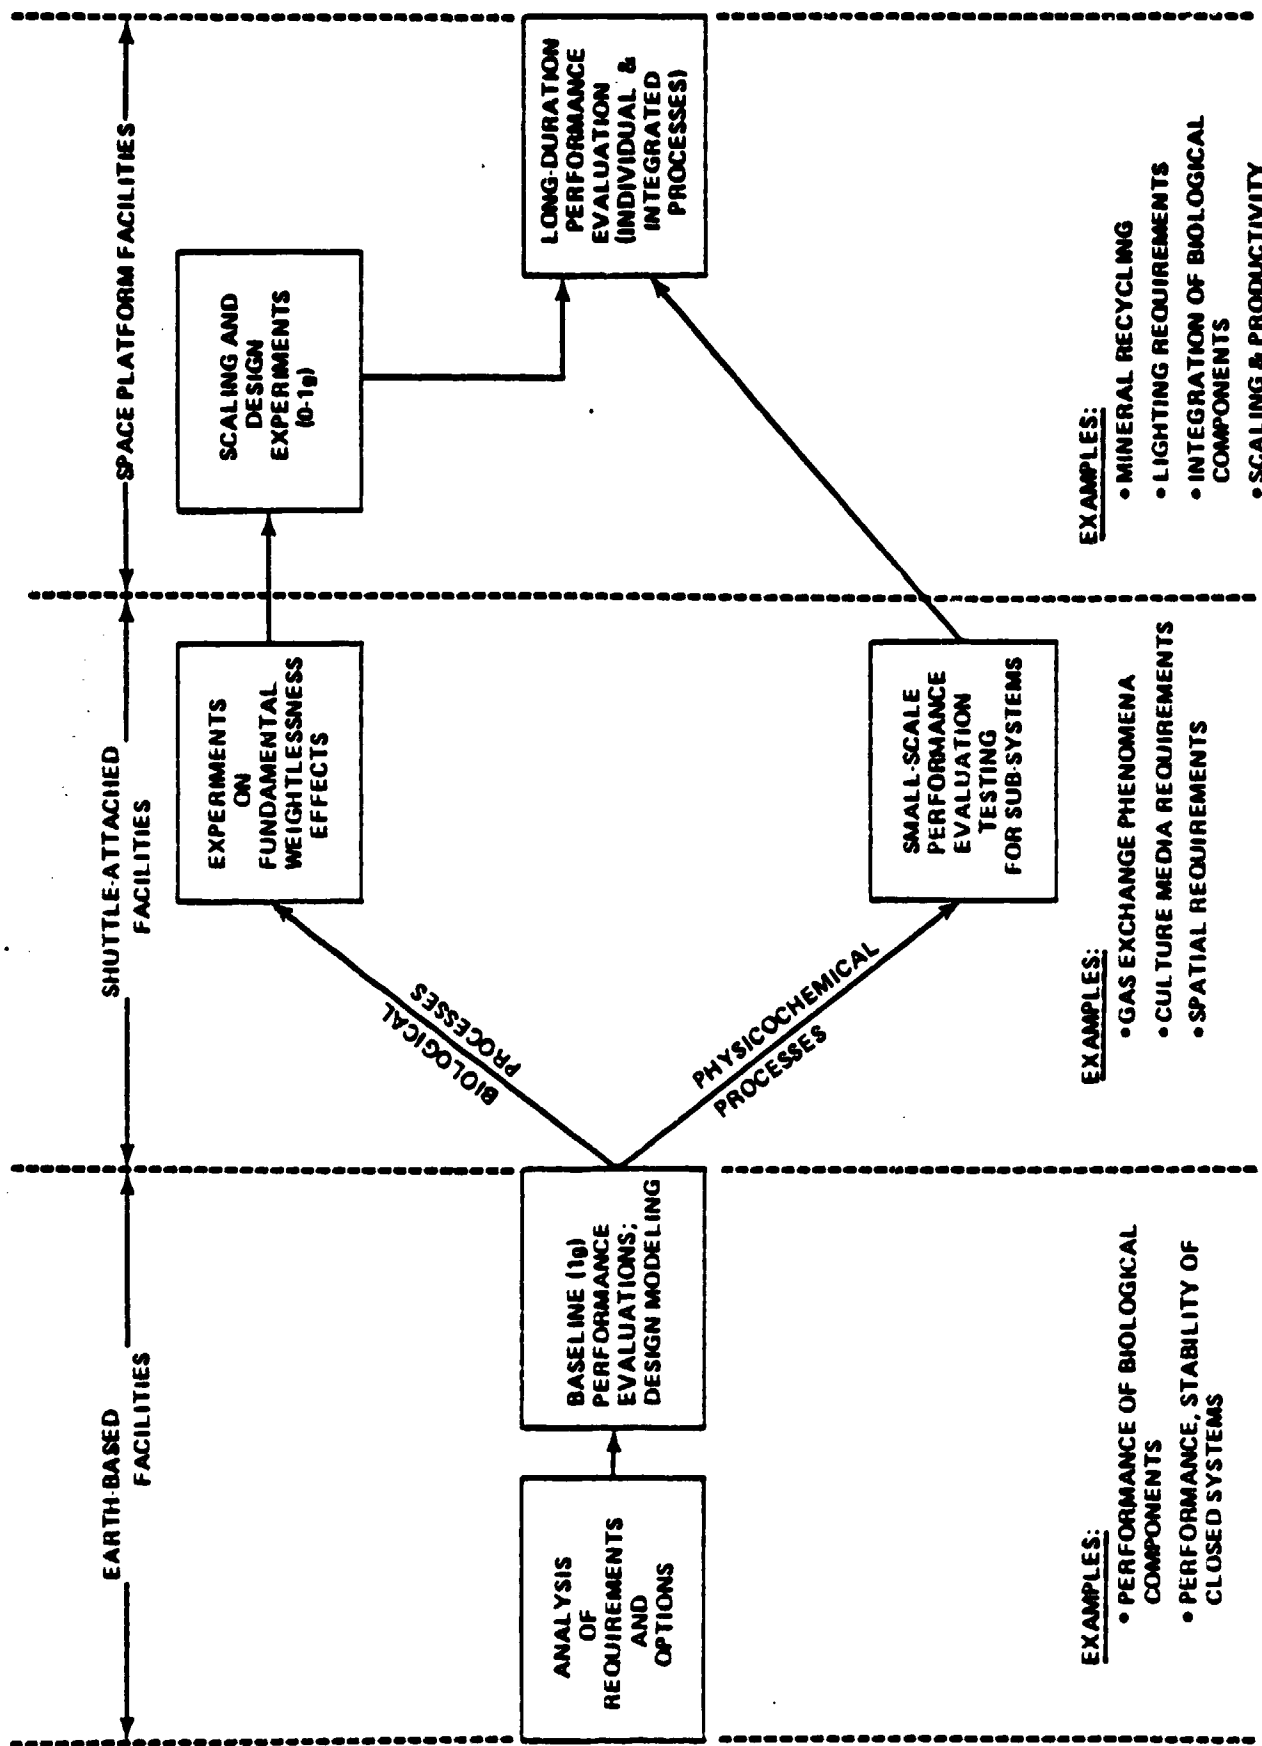 EARTH-BASED
FACILITIES
SHUTTLE-ATTACHED
FACILITIES
SPACE PLATFORM FACILITIES
ANALYSIS
OF
REQUIREMENTS
AND
OPTIONS
BASELINE (1g)
PERFORMANCE
EVALUATIONS;
DESIGN MODELING
BIOLOGICAL
PROCESSES
PHYSICOCHEMICAL
PROCESSES
EXPERIMENTS
ON
FUNDAMENTAL
WEIGHTLESSNESS
EFFECTS
SMALL-SCALE
PERFORMANCE
EVALUATION
TESTING
FOR SUB-SYSTEMS
SCALING AND
DESIGN
EXPERIMENTS
(0-1g)
LONG-DURATION
PERFORMANCE
EVALUATION
(INDIVIDUAL &
INTEGRATED
PROCESSES)
EXAMPLES:
• PERFORMANCE OF BIOLOGICAL
COMPONENTS
• PERFORMANCE, STABILITY OF
CLOSED SYSTEMS
EXAMPLES:
• GAS EXCHANGE PHENOMENA
• CULTURE MEDIA REQUIREMENTS
• SPATIAL REQUIREMENTS
EXAMPLES:
• MINERAL RECYCLING
• LIGHTING REQUIREMENTS
• INTEGRATION OF BIOLOGICAL
COMPONENTS
• SCALING & PRODUCTIVITY